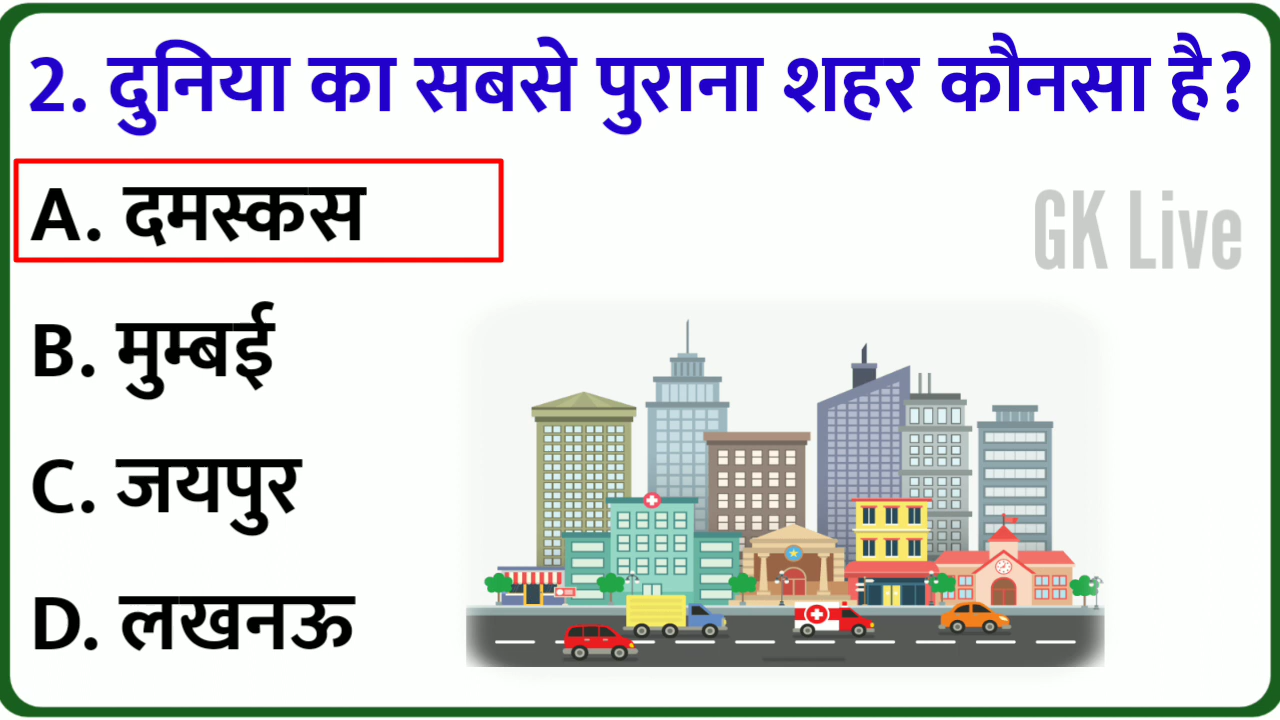 2. दुनिया का सबसे पुराना शहर कौनसा है?
A. दमस्कस
GK Live
B. मुम्बई
C. जयपुर
D. लखनऊ